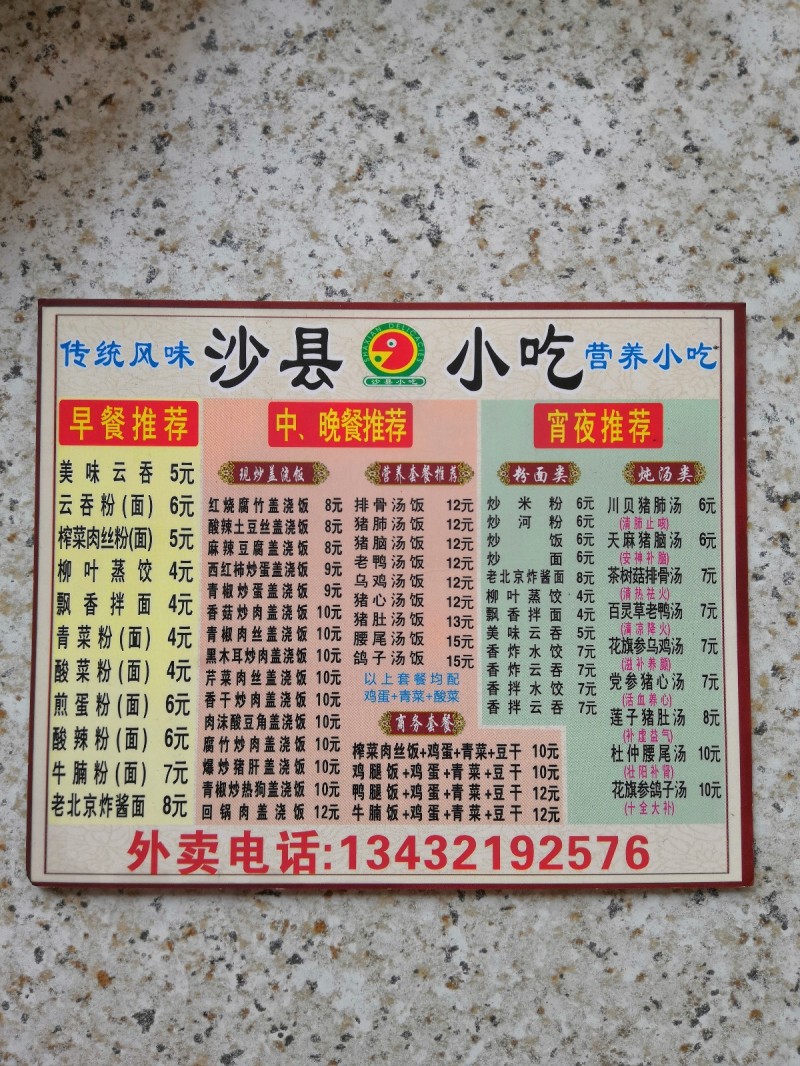 传统风味 沙县 小吃 营养小吃
SHAXIAN DELICACIES
沙县小吃
早餐推荐
美味云吞 5元
云吞粉(面) 6元
榨菜肉丝粉(面) 5元
柳叶蒸饺 4元
飘香拌面 4元
青菜粉(面) 4元
酸菜粉(面) 4元
煎蛋粉(面) 6元
酸辣粉(面) 6元
牛腩粉(面) 7元
老北京炸酱面 8元
中、晚餐推荐
现炒盖浇饭
红烧腐竹盖浇饭 8元
酸辣土豆丝盖浇饭 8元
麻辣豆腐盖浇饭 8元
西红柿炒蛋盖浇饭 9元
青椒炒蛋盖浇饭 9元
香菇炒肉盖浇饭 10元
青椒肉丝盖浇饭 10元
黑木耳炒肉盖浇饭 10元
芹菜肉丝盖浇饭 10元
香干炒肉盖浇饭 10元
肉沫酸豆角盖浇饭 10元
腐竹炒肉盖浇饭 10元
爆炒猪肝盖浇饭 10元
青椒炒热狗盖浇饭 10元
回锅肉盖浇饭 12元
营养套餐推荐
排骨汤饭 12元
猪肺汤饭 12元
猪脑汤饭 12元
老鸭汤饭 12元
乌鸡汤饭 12元
猪心汤饭 12元
猪肚汤饭 13元
腰尾汤饭 15元
鸽子汤饭 15元
以上套餐均配
鸡蛋+青菜+酸菜
商务套餐
榨菜肉丝饭+鸡蛋+青菜+豆干 10元
鸡腿饭+鸡蛋+青菜+豆干 10元
鸭腿饭+鸡蛋+青菜+豆干 12元
牛腩饭+鸡蛋+青菜+豆干 12元
宵夜推荐
粉面类
炒米粉 6元
炒河粉 6元
炒饭 6元
炒面 6元
老北京炸酱面 8元
柳叶蒸饺 4元
飘香拌面 4元
美味云吞 5元
香炸水饺 7元
香炸云吞 7元
香拌水饺 7元
香拌云吞 7元
炖汤类
川贝猪肺汤 6元
(清肺止咳)
天麻猪脑汤 6元
(安神补脑)
茶树菇排骨汤 7元
(清热祛火)
百灵草老鸭汤 7元
(清凉降火)
花旗参乌鸡汤 7元
(滋补养颜)
党参猪心汤 7元
(活血养心)
莲子猪肚汤 8元
(补虚益气)
杜仲腰尾汤 10元
(壮阳补肾)
花旗参鸽子汤 10元
(十全大补)
外卖电话:13432192576